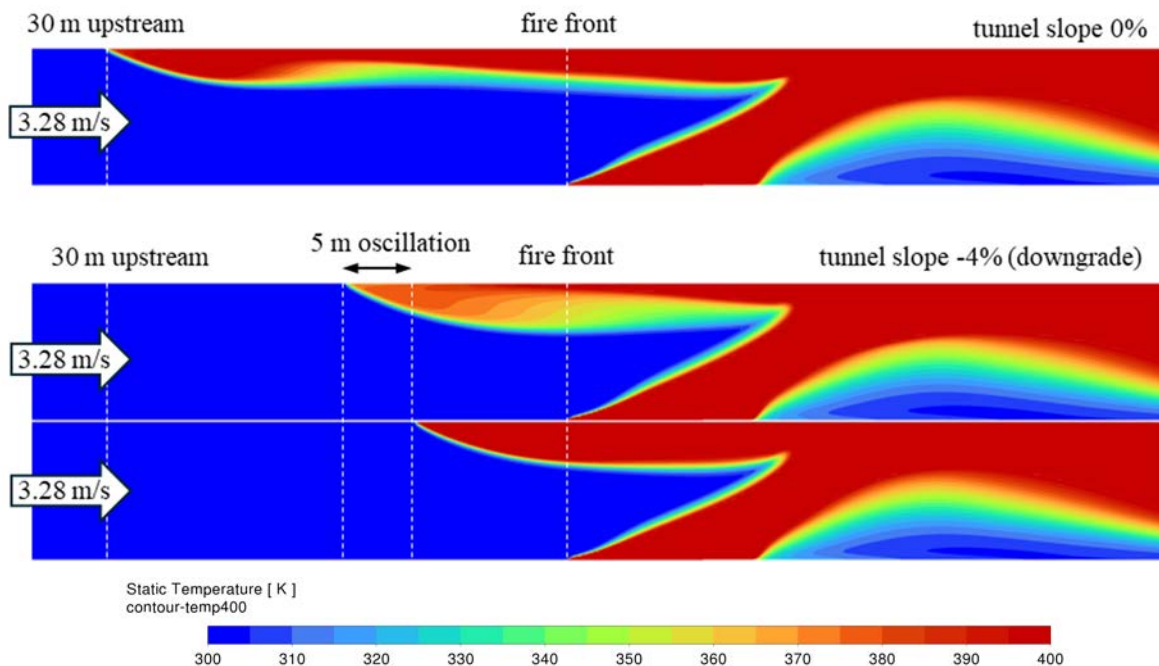 30 m upstream fire front tunnel slope 0%
3.28 m/s
5 m oscillation
30 m upstream fire front tunnel slope -4% (downgrade)
3.28 m/s
3.28 m/s
Static Temperature [ K ]
contour-temp400
300 310 320 330 340 350 360 370 380 390 400